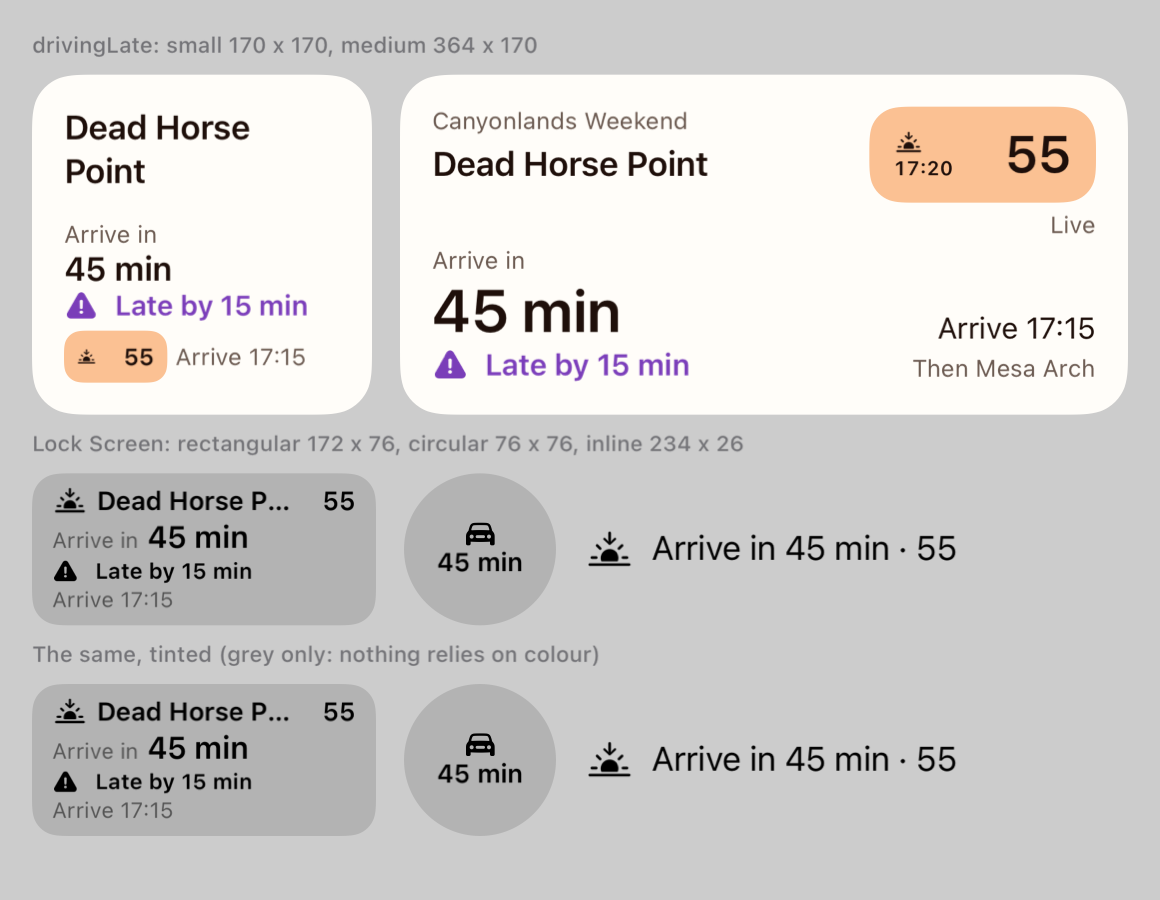 drivingLate: small 170 x 170, medium 364 x 170
Dead Horse
Point
Arrive in
45 min
Late by 15 min
55 Arrive 17:15
Canyonlands Weekend
Dead Horse Point
17:20 55
Live
Arrive in
45 min
Late by 15 min
Arrive 17:15
Then Mesa Arch
Lock Screen: rectangular 172 x 76, circular 76 x 76, inline 234 x 26
Dead Horse P... 55
Arrive in 45 min
Late by 15 min
Arrive 17:15
45 min
Arrive in 45 min · 55
The same, tinted (grey only: nothing relies on colour)
Dead Horse P... 55
Arrive in 45 min
Late by 15 min
Arrive 17:15
45 min
Arrive in 45 min · 55